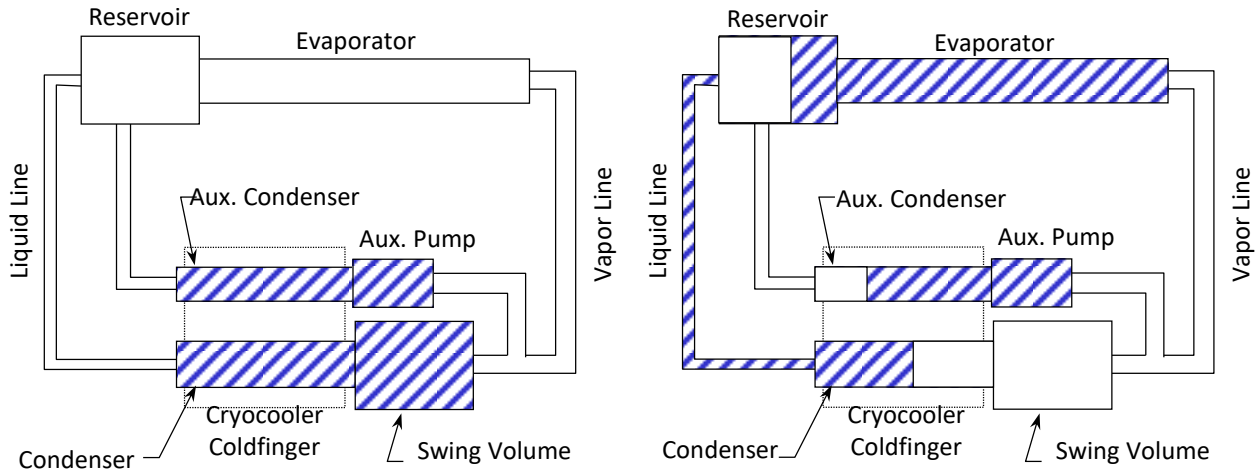 Reservoir
Evaporator
Liquid Line
Aux. Condenser
Aux. Pump
Vapor Line
Cryocooler
Coldfinger
Condenser
Swing Volume
Reservoir
Evaporator
Liquid Line
Aux. Condenser
Aux. Pump
Vapor Line
Cryocooler
Coldfinger
Condenser
Swing Volume